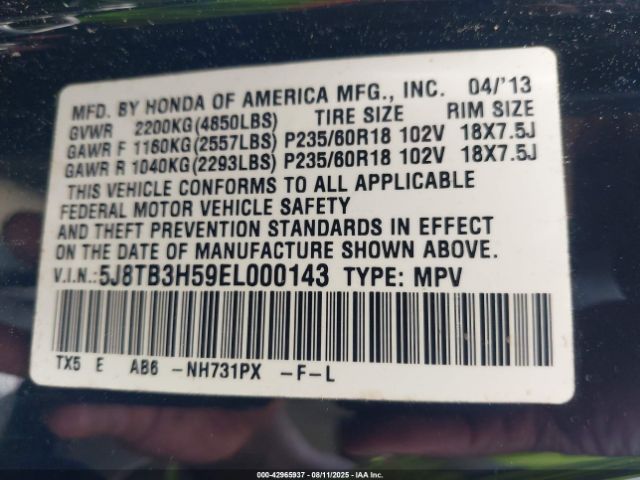 MFD. BY HONDA OF AMERICA MFG., INC. 04/'13
GVWR 2200KG(4850LBS) TIRE SIZE RIM SIZE
GAWR F 1160KG(2557LBS) P235/60R18 102V 18X7.5J
GAWR R 1040KG(2293LBS) P235/60R18 102V 18X7.5J
THIS VEHICLE CONFORMS TO ALL APPLICABLE
FEDERAL MOTOR VEHICLE SAFETY
AND THEFT PREVENTION STANDARDS IN EFFECT
ON THE DATE OF MANUFACTURE SHOWN ABOVE.
V.I.N.:5J8TB3H59EL000143 TYPE: MPV
TX5 E AB6 -NH731PX -F-L
000-42965937 - 08/11/2025 - IAA Inc.